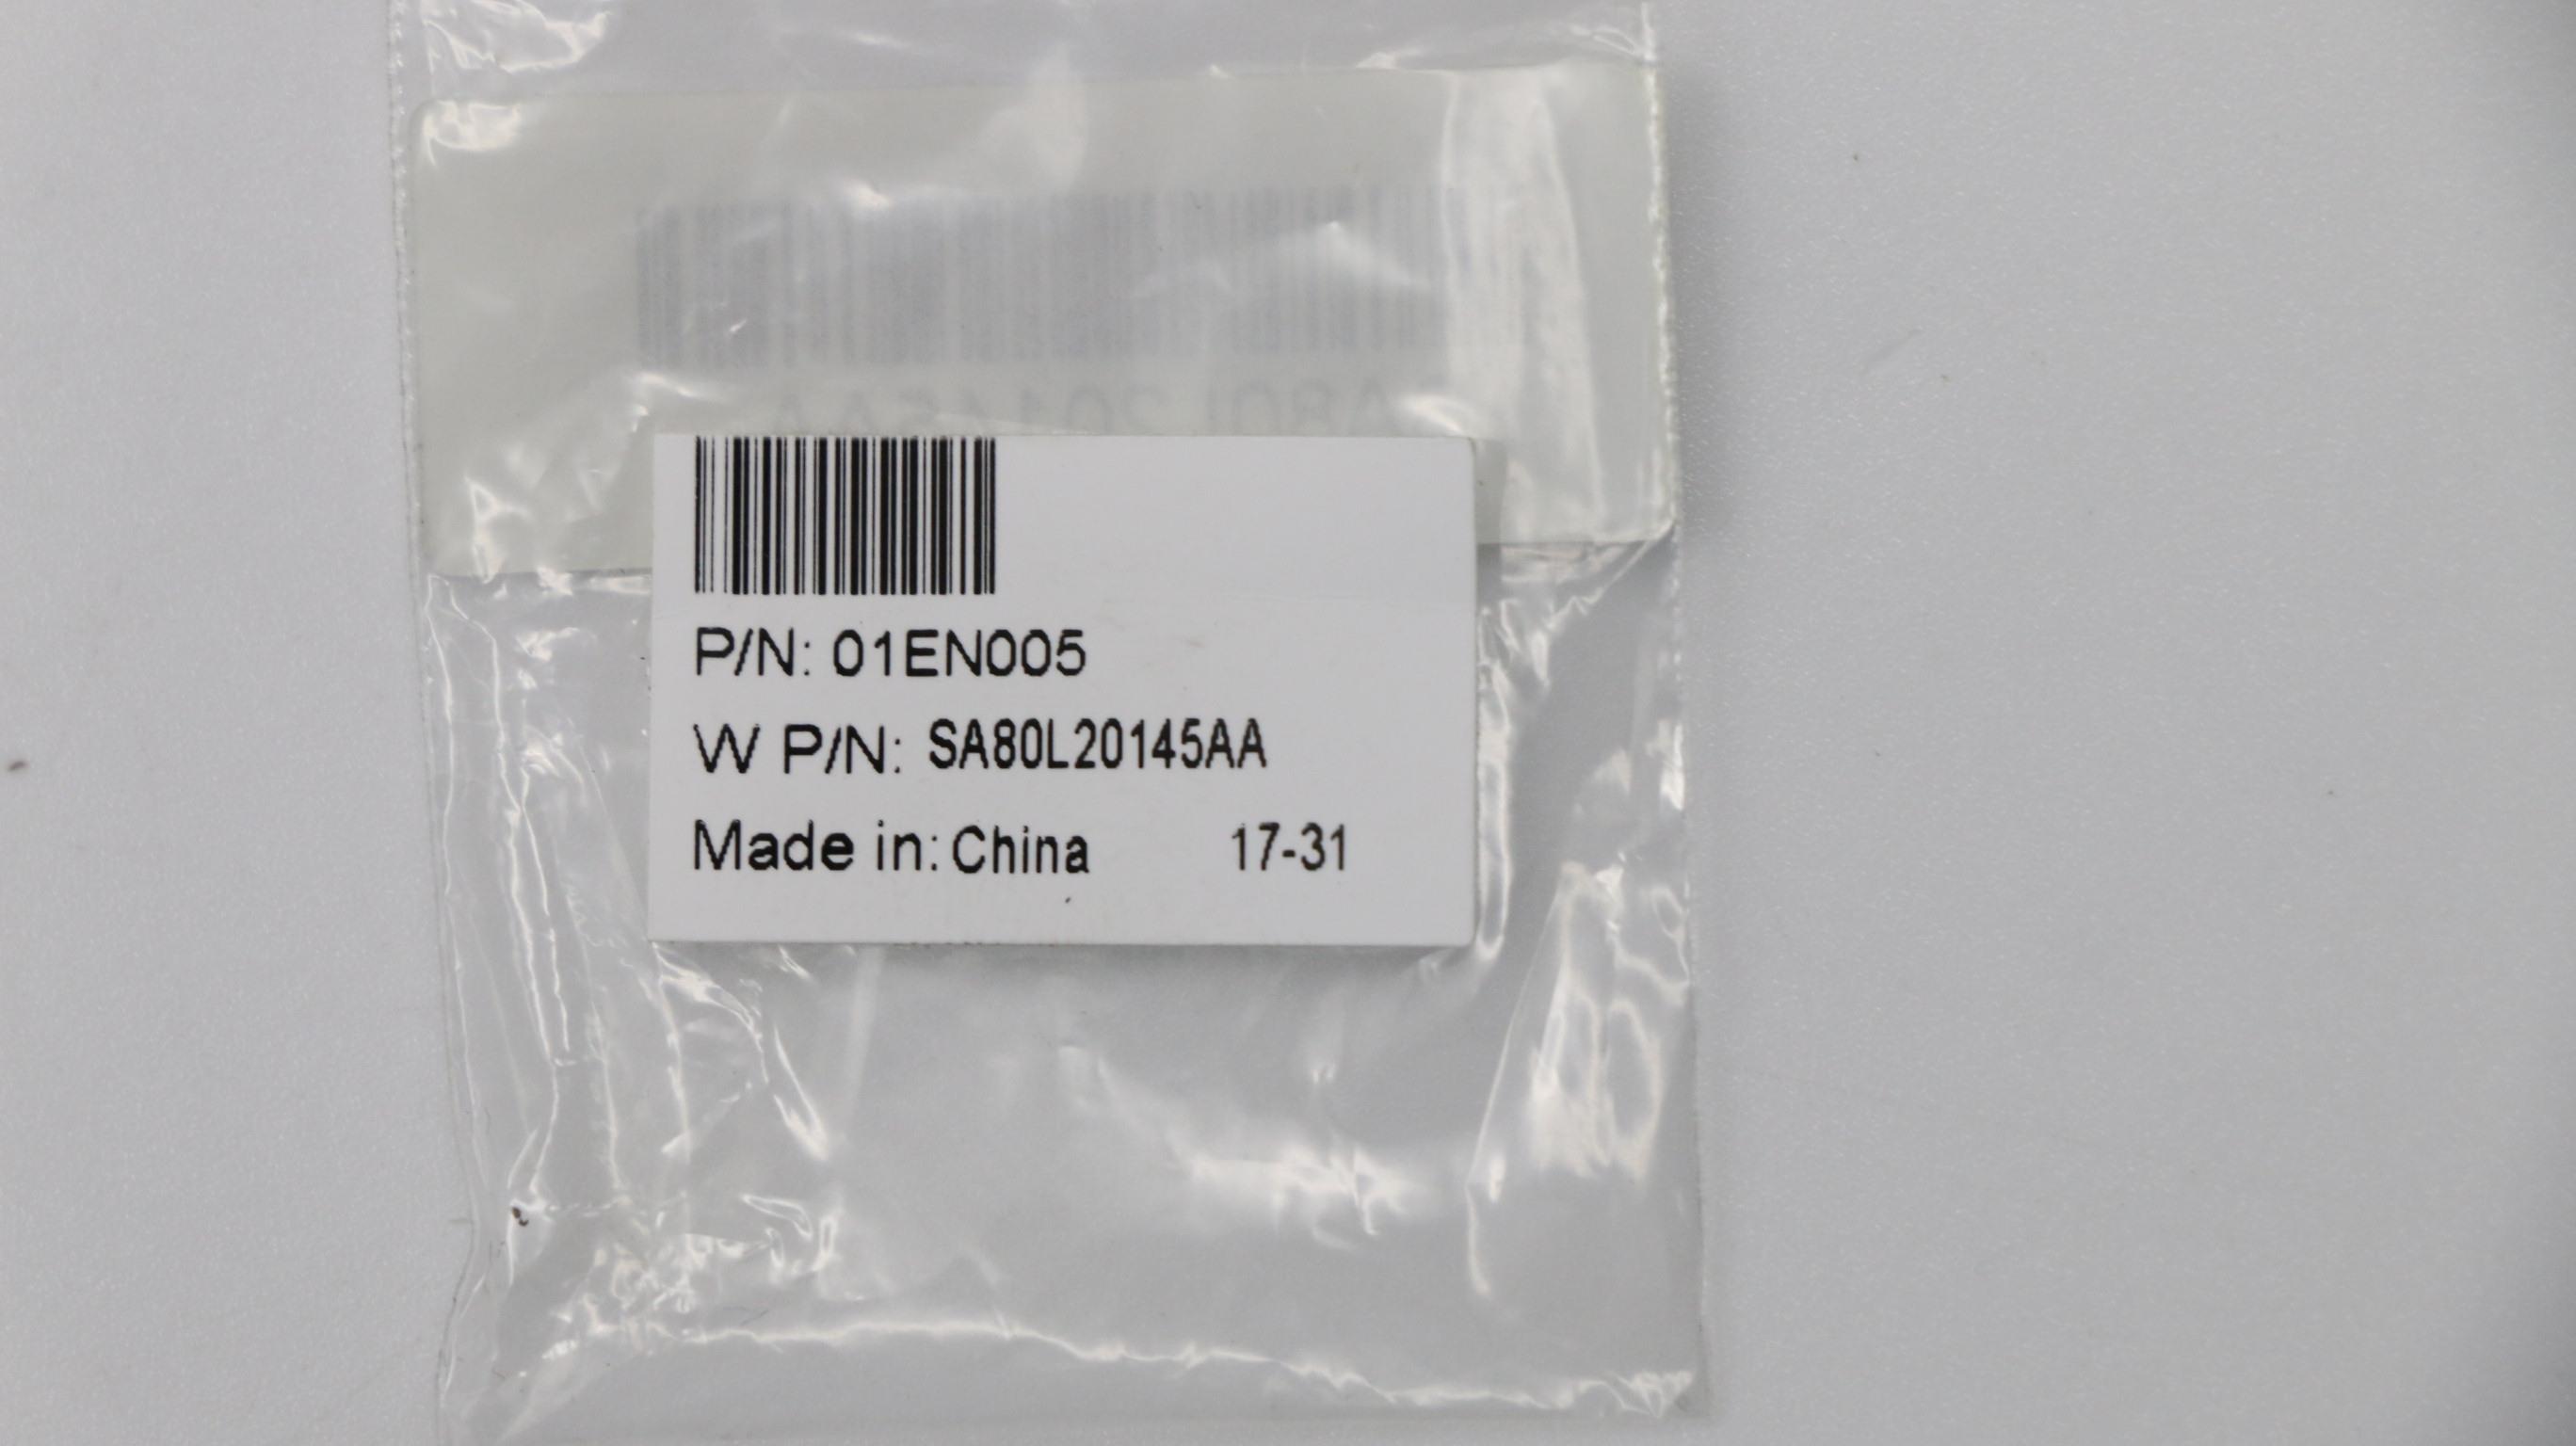 P/N: 01EN005
W P/N: SA80L20145AA
Made in: China 17-31